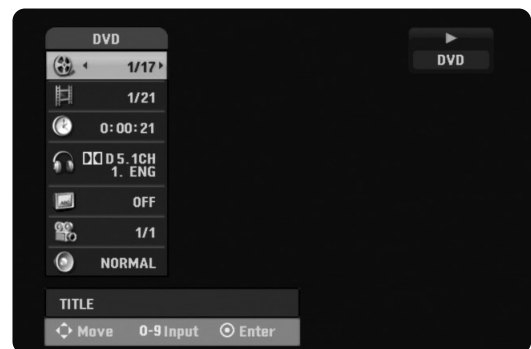 DVD
1/17
1/21
0:00:21
D 5.1CH
1. ENG
OFF
1/1
NORMAL
DVD
TITLE
Move 0-9 Input Enter